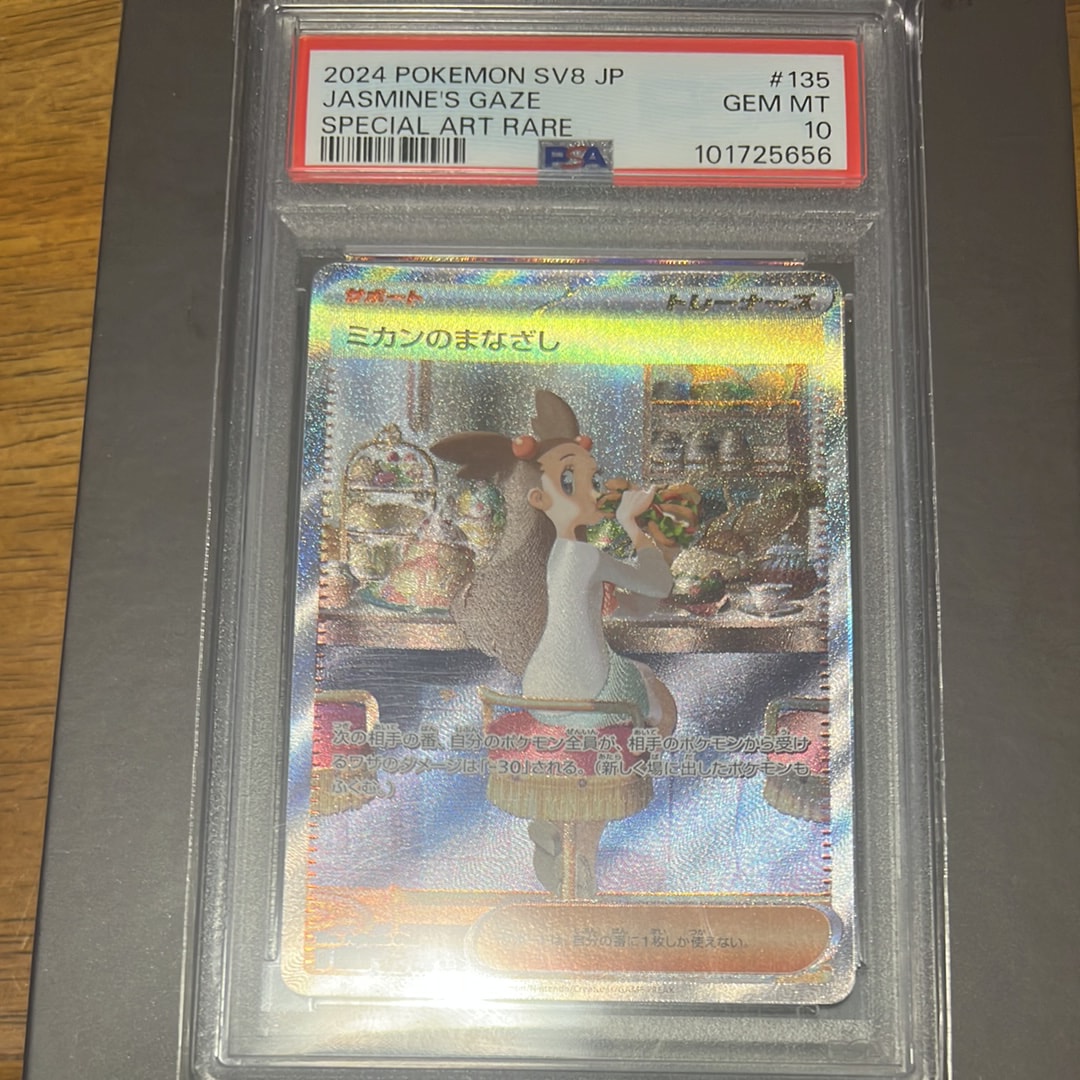 2024 POKEMON SV8 JP #135
JASMINE'S GAZE GEM MT
SPECIAL ART RARE 10
PSA 101725656
サポート トレーナーズ
ミカンのまなざし
次の相手の番、自分のポケモン全員が、相手のポケモンから受け
るワザのダメージは「-30」される。（新しく場に出したポケモンも
ふくむ。）
は、自分の番に1枚しか使えない。